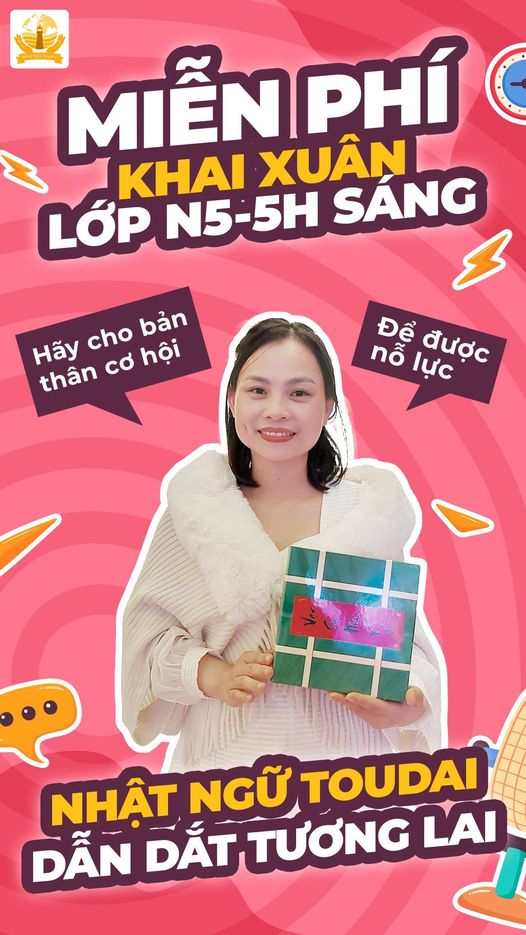 MIỄN PHÍ
KHAI XUÂN
LỚP N5-5H SÁNG
Hãy cho bản
thân cơ hội
Để được
nỗ lực
NHẬT NGỮ TOUDAI
DẪN DẮT TƯƠNG LAI